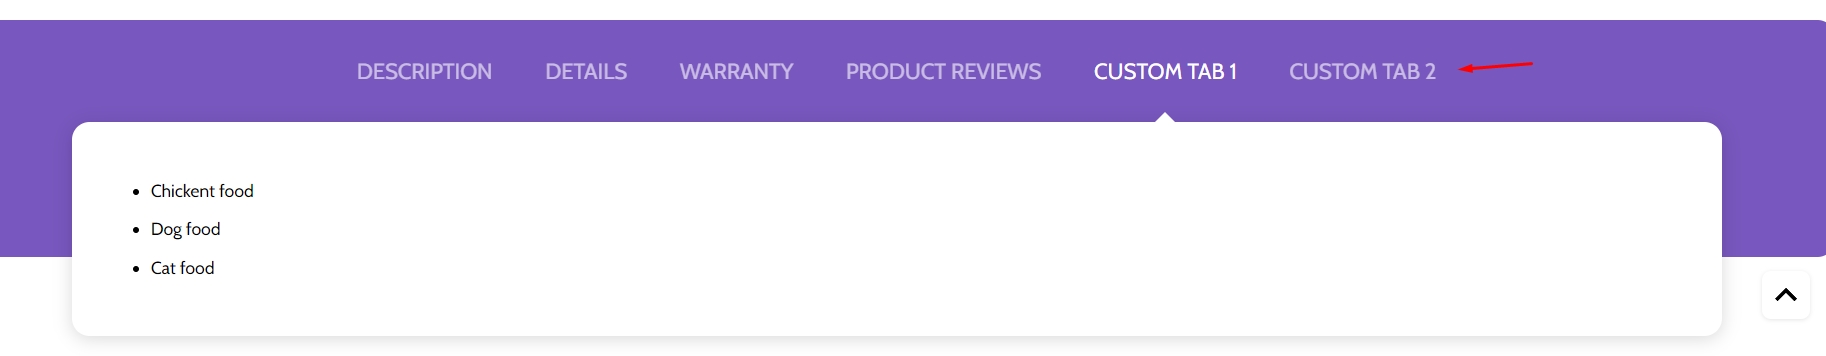 DESCRIPTION DETAILS WARRANTY PRODUCT REVIEWS CUSTOM TAB 1 CUSTOM TAB 2
Chickent food
Dog food
Cat food